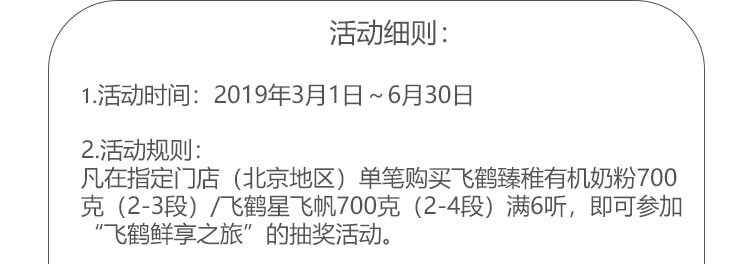 活动细则：
1.活动时间：2019年3月1日～6月30日
2.活动规则：
凡在指定门店（北京地区）单笔购买飞鹤臻稚有机奶粉700
克（2-3段）/飞鹤星飞帆700克（2-4段）满6听，即可参加
“飞鹤鲜享之旅”的抽奖活动。